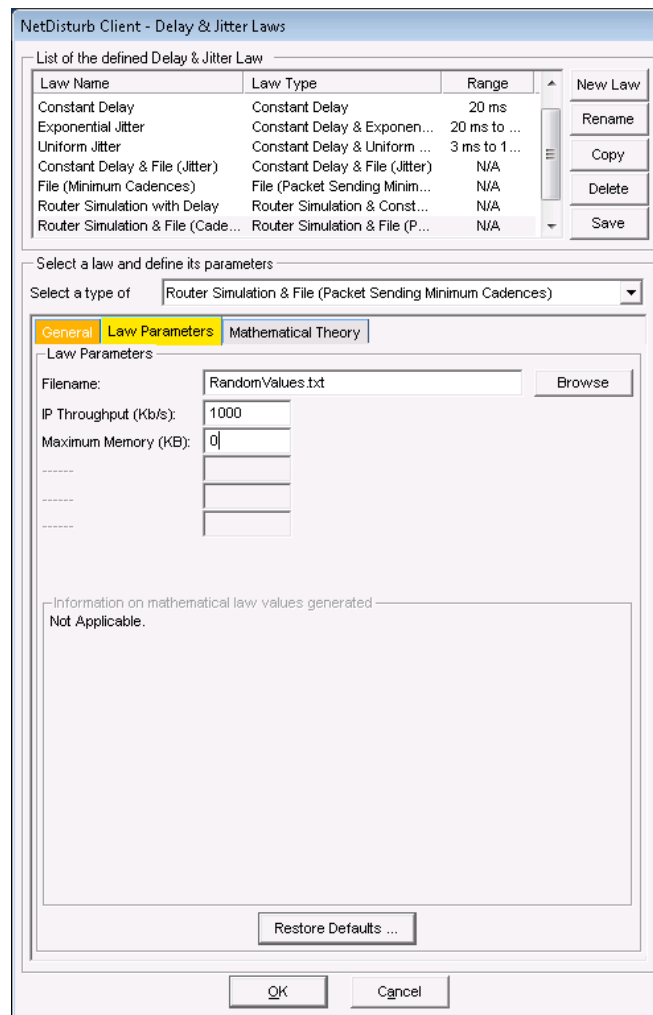 NetDisturb Client - Delay & Jitter Laws
List of the defined Delay & Jitter Law
Law Name Law Type Range ... New Law
Constant Delay Constant Delay 20 ms
Exponential Jitter Constant Delay & Exponen... 20 ms to ... Rename
Uniform Jitter Constant Delay & Uniform ... 3 ms to 1...
Constant Delay & File (Jitter) Constant Delay & File (Jitter) N/A Copy
File (Minimum Cadences) File (Packet Sending Minim... N/A Delete
Router Simulation with Delay Router Simulation & Const... N/A
Router Simulation & File (Cade... Router Simulation & File (P... N/A Save
Select a law and define its parameters
Select a type of Router Simulation & File (Packet Sending Minimum Cadences)
General Law Parameters Mathematical Theory
Law Parameters
Filename: RandomValues.txt Browse
IP Throughput (Kb/s): 1000
Maximum Memory (KB): 0
------
------
------
Information on mathematical law values generated
Not Applicable.
Restore Defaults ...
OK Cancel